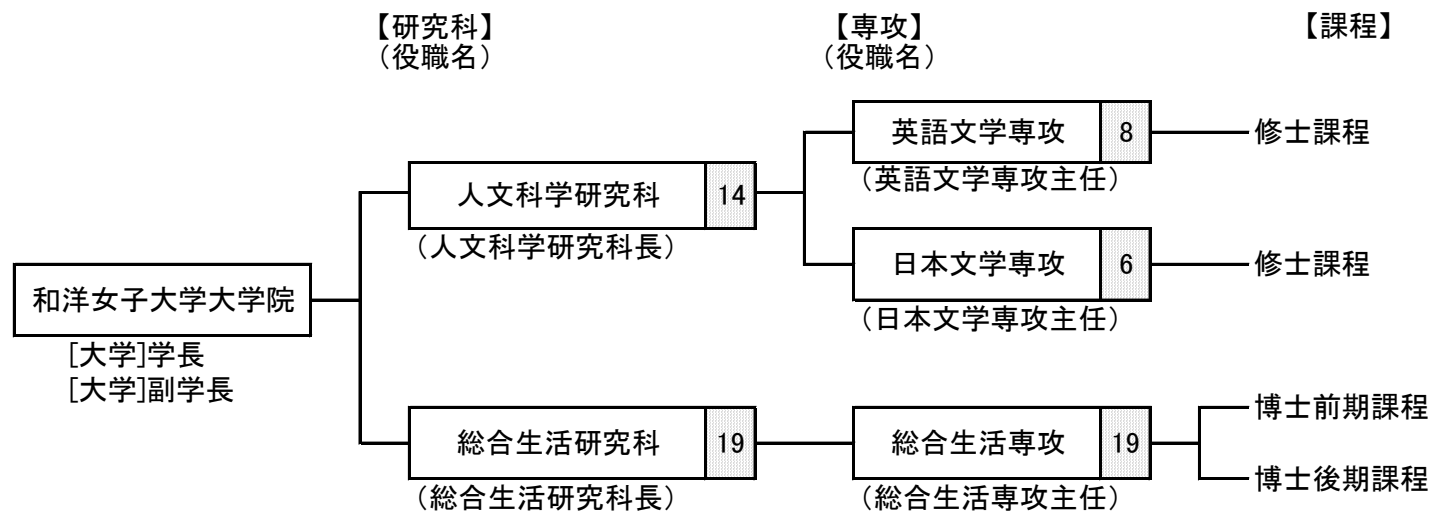 【研究科】
(役職名)
【専攻】
(役職名)
【課程】
和洋女子大学大学院
[大学]学長
[大学]副学長
人文科学研究科 14
(人文科学研究科長)
英語文学専攻 8
(英語文学専攻主任)
修士課程
日本文学専攻 6
(日本文学専攻主任)
修士課程
総合生活研究科 19
(総合生活研究科長)
総合生活専攻 19
(総合生活専攻主任)
博士前期課程
博士後期課程